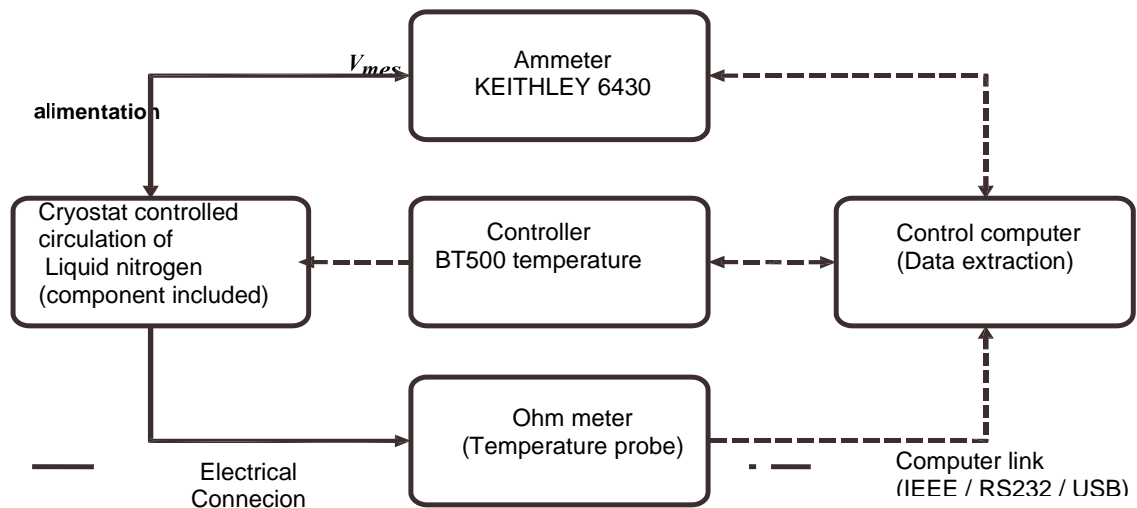 V_mes
Ammeter
KEITHLEY 6430
alimentation
Cryostat controlled
circulation of
Liquid nitrogen
(component included)
Controller
BT500 temperature
Control computer
(Data extraction)
Ohm meter
(Temperature probe)
Electrical
Connecion
Computer link
(IEEE / RS232 / USB)